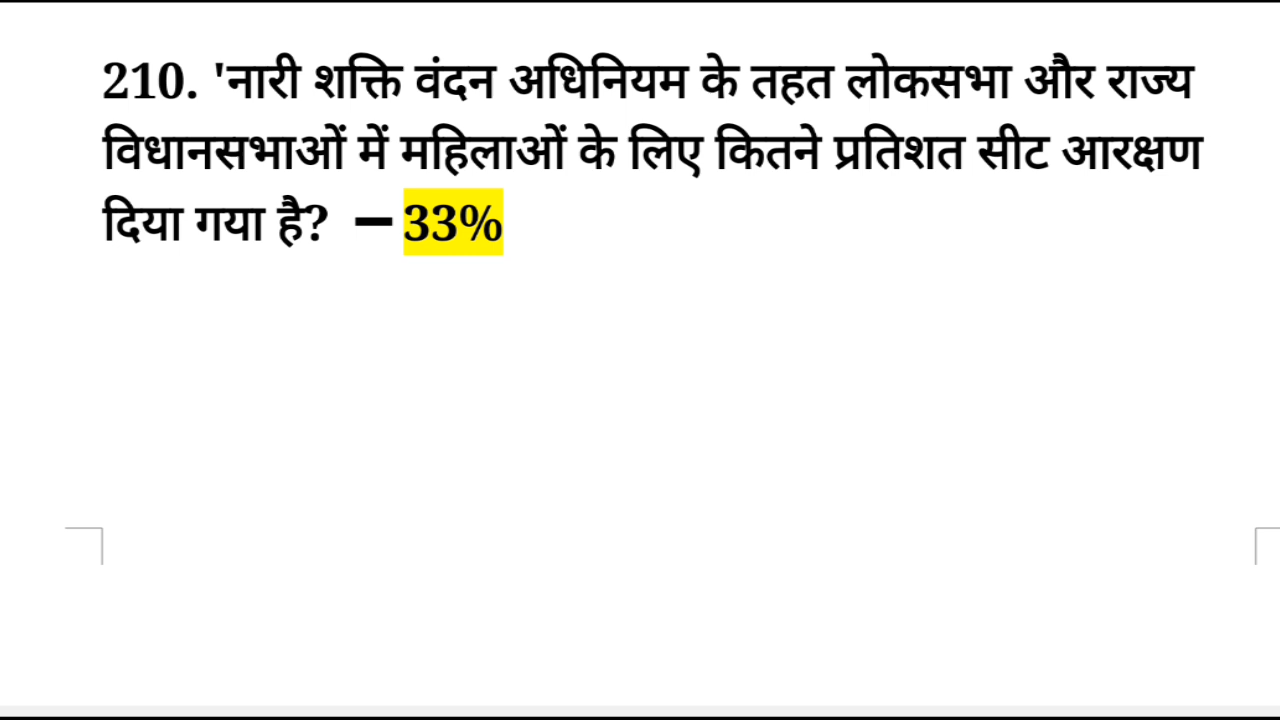 210. 'नारी शक्ति वंदन अधिनियम के तहत लोकसभा और राज्य
विधानसभाओं में महिलाओं के लिए कितने प्रतिशत सीट आरक्षण
दिया गया है? – 33%